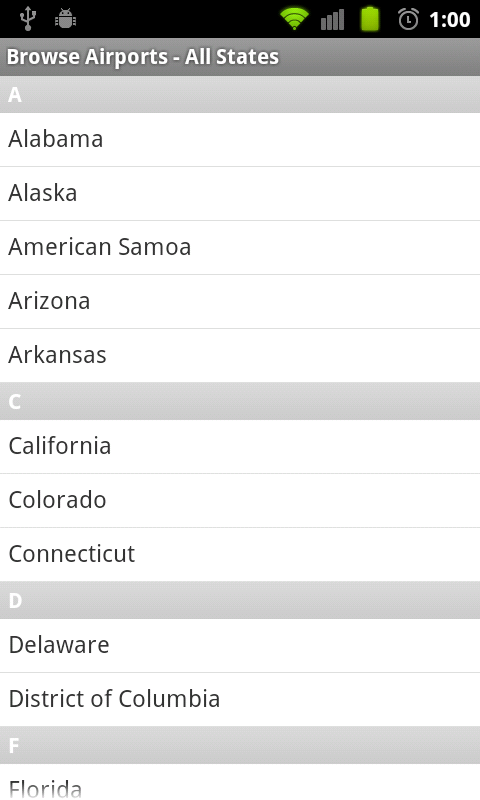 1:00
Browse Airports - All States
A
Alabama
Alaska
American Samoa
Arizona
Arkansas
C
California
Colorado
Connecticut
D
Delaware
District of Columbia
F
Florida